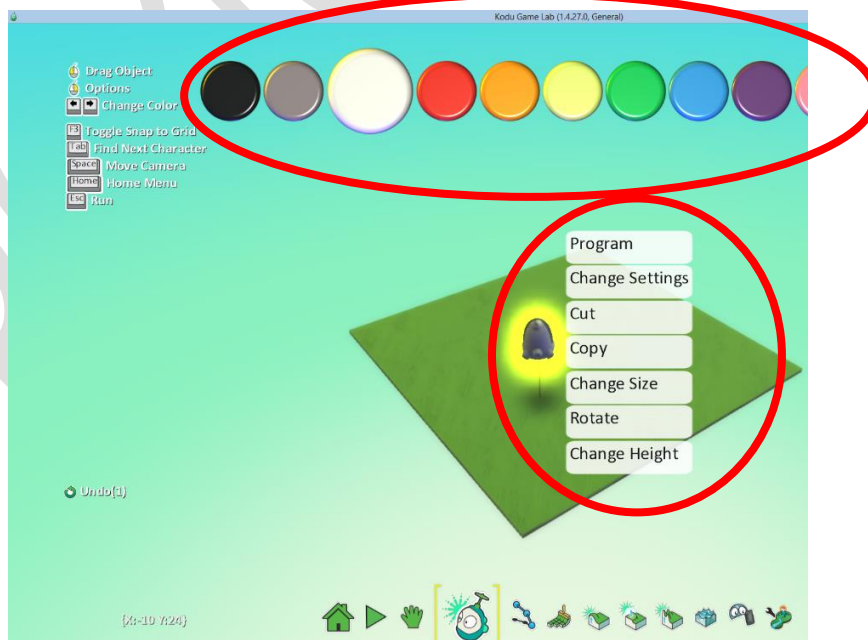 Kodu Game Lab (1.4.27.0, General)
Drag Object
Options
Change Color
F3 Toggle Snap to Grid
Tab Find Next Character
Space Move Camera
Home Home Menu
Esc Run
Program
Change Settings
Cut
Copy
Change Size
Rotate
Change Height
Undo(1)
(X:-10 Y:24)